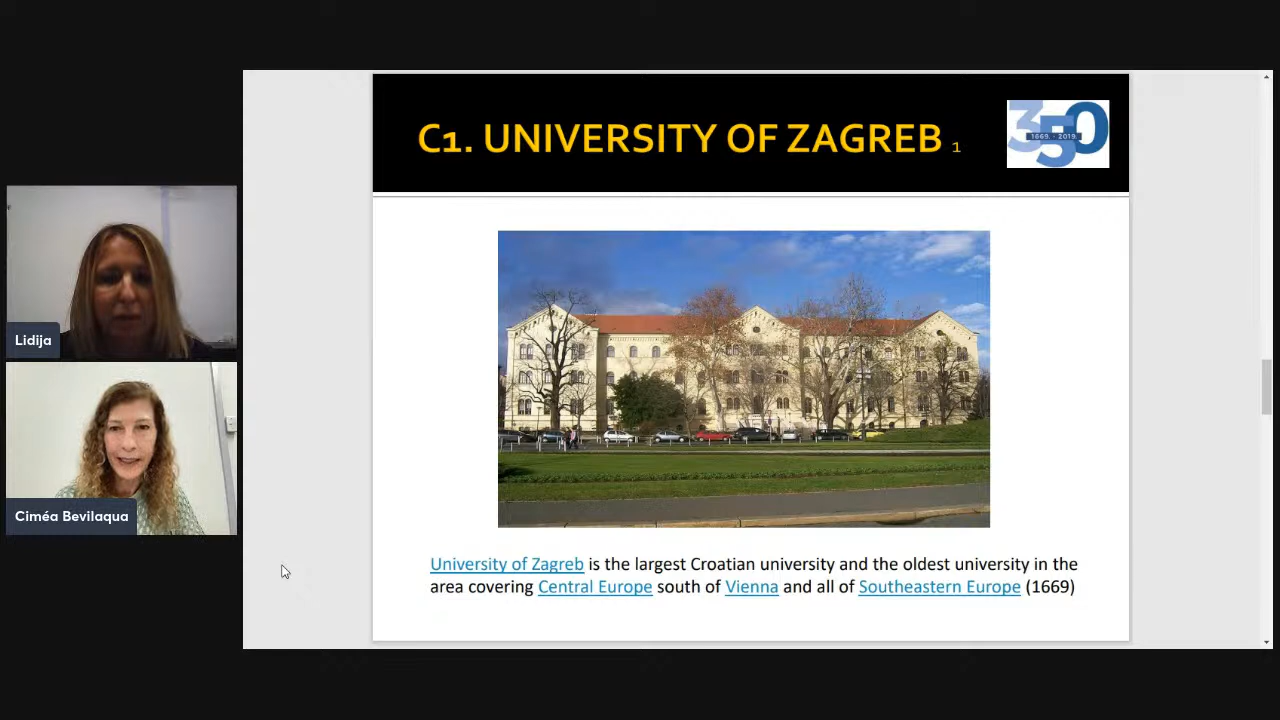 C1. UNIVERSITY OF ZAGREB 1
350
1669. - 2019.
Lidija
Ciméa Bevilaqua
University of Zagreb is the largest Croatian university and the oldest university in the
area covering Central Europe south of Vienna and all of Southeastern Europe (1669)